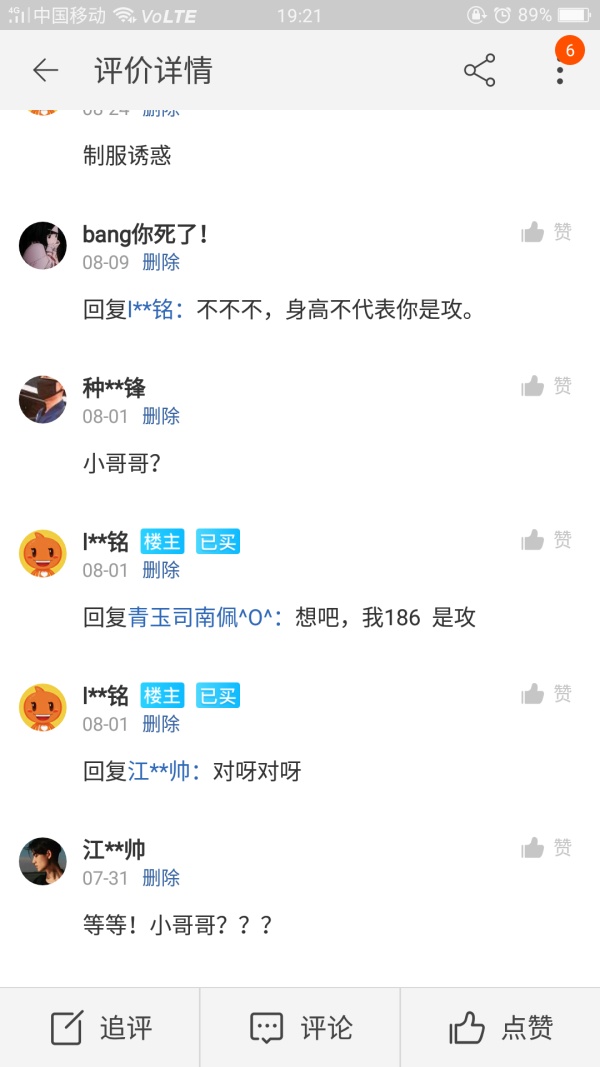 4G 中国移动 VoLTE 19:21 89%
评价详情
6
08-24 删除
制服诱惑
bang你死了!
赞
08-09 删除
回复l**铭：不不不，身高不代表你是攻。
种**锋
赞
08-01 删除
小哥哥?
l**铭 楼主 已买
赞
08-01 删除
回复青玉司南佩^O^：想吧，我186 是攻
l**铭 楼主 已买
赞
08-01 删除
回复江**帅：对呀对呀
江**帅
赞
07-31 删除
等等！小哥哥？？？
追评 评论 点赞